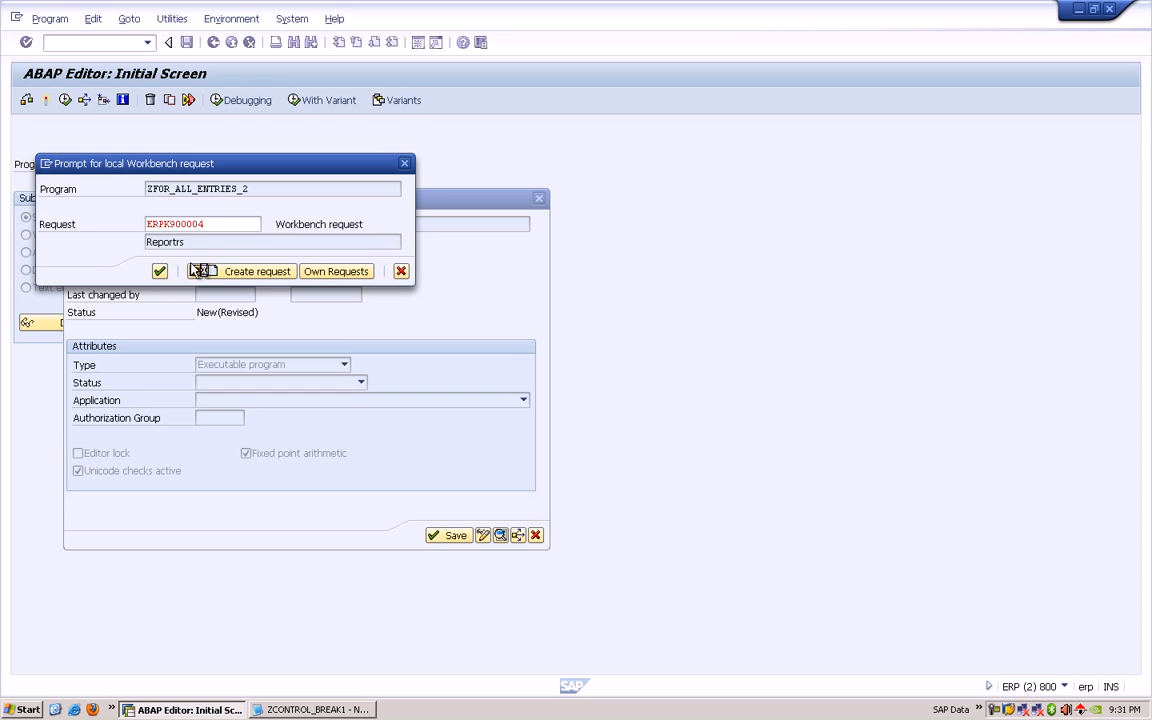 Program Edit Goto Utilities Environment System Help
ABAP Editor: Initial Screen
Debugging With Variant Variants
Prog
Prompt for local Workbench request
Program ZFOR_ALL_ENTRIES_2
Sub
Request ERPK900004 Workbench request
Reportrs
Create request Own Requests
Last changed by
Status New(Revised)
Attributes
Type Executable program
Status
Application
Authorization Group
Editor lock Fixed point arithmetic
Unicode checks active
Save
SAP
ERP (2) 800 erp INS
Start » ABAP Editor: Initial Sc... ZCONTROL_BREAK1 - N... SAP Data » 9:31 PM